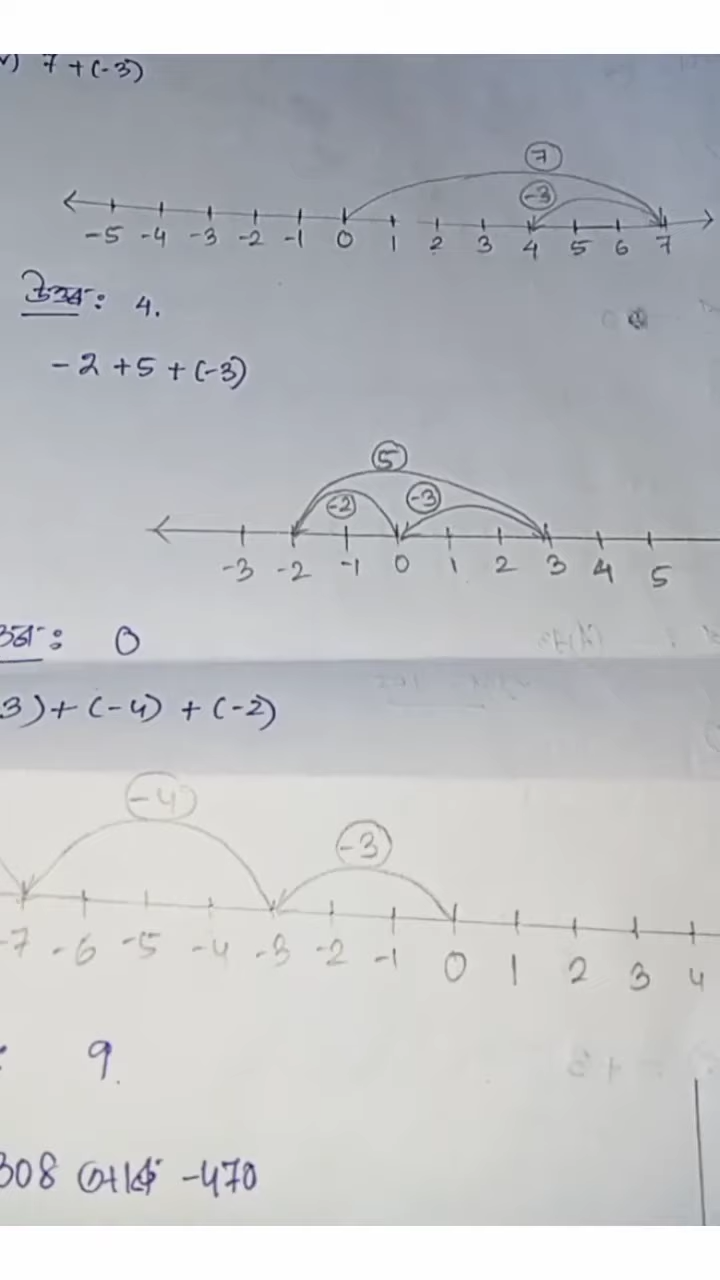 7 + (-3)
7
-3
-5 -4 -3 -2 -1 0 1 2 3 4 5 6 7
উত্তৰ: 4.
-2 + 5 + (-3)
5
-2 -3
-3 -2 -1 0 1 2 3 4 5
: 0
3) + (-4) + (-2)
-4
-3
-7 -6 -5 -4 -3 -2 -1 0 1 2 3 4
: 9.
308 আৰু -470